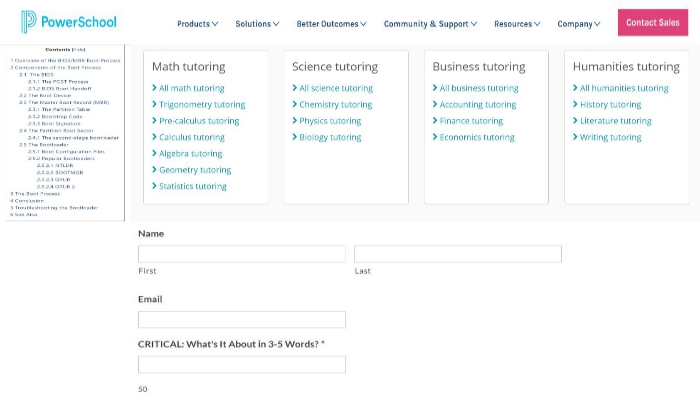 PowerSchool
Products
Solutions
Better Outcomes
Community & Support
Resources
Company
Contact Sales
Contents [hide]
1 Overview of the BIOS/MBR Boot Process
2 Components of the Boot Process
2.1 The BIOS
2.1.1 The POST Process
2.1.2 BIOS Boot Handoff
2.2 The Boot Device
2.3 The Master Boot Record (MBR)
2.3.1 The Partition Table
2.3.2 Bootstrap Code
2.3.3 Boot Signature
2.4 The Partition Boot Sector
2.4.1 The second-stage bootloader
2.5 The Bootloader
2.5.1 Boot Configuration Files
2.5.2 Popular Bootloaders
2.5.2.1 NTLDR
2.5.2.2 BOOTMGR
2.5.2.3 GRUB
2.5.2.4 GRUB 2
3 The Boot Process
4 Conclusion
5 Troubleshooting the Bootloader
6 See Also
Math tutoring
All math tutoring
Trigonometry tutoring
Pre-calculus tutoring
Calculus tutoring
Algebra tutoring
Geometry tutoring
Statistics tutoring
Science tutoring
All science tutoring
Chemistry tutoring
Physics tutoring
Biology tutoring
Business tutoring
All business tutoring
Accounting tutoring
Finance tutoring
Economics tutoring
Humanities tutoring
All humanities tutoring
History tutoring
Literature tutoring
Writing tutoring
Name
First
Last
Email
CRITICAL: What's It About in 3-5 Words? *
50